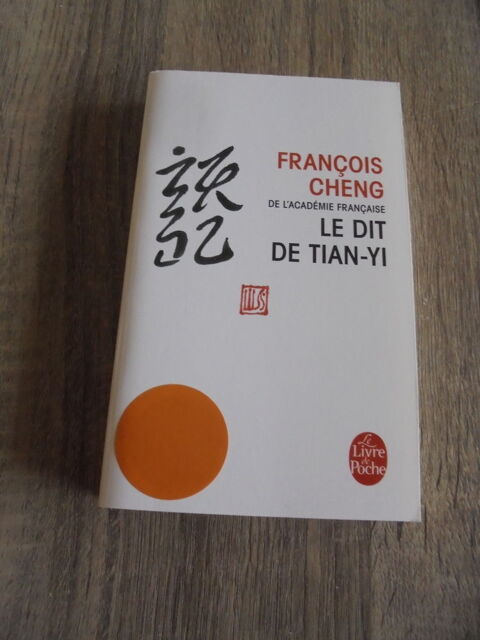 FRANÇOIS
CHENG
DE L'ACADÉMIE FRANÇAISE
LE DIT
DE TIAN-YI
Le
Livre
de
Poche